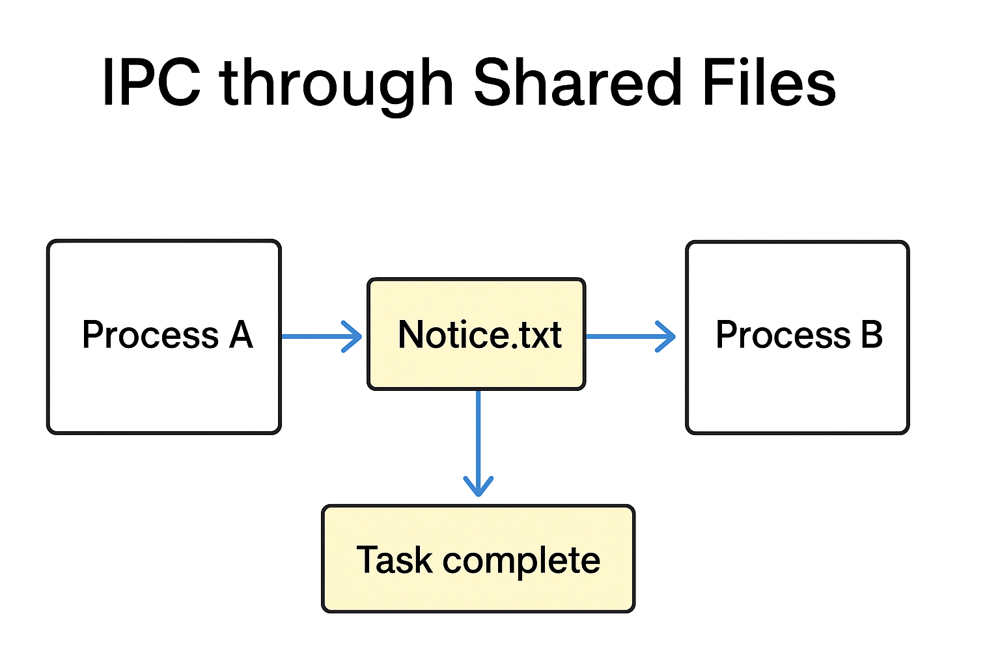 IPC through Shared Files
Process A
Notice.txt
Process B
Task complete